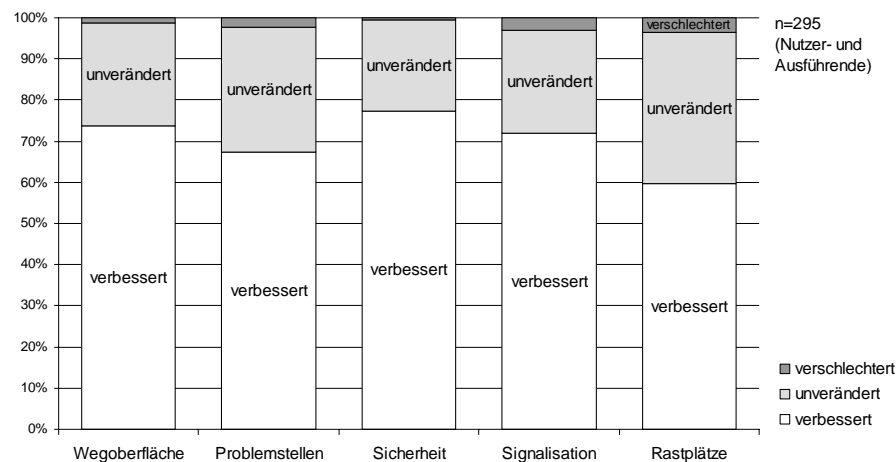 100%
90%
80%
70%
60%
50%
40%
30%
20%
10%
0%
unverändert
verbessert
unverändert
verbessert
unverändert
verbessert
unverändert
verbessert
verschlechtert
unverändert
verbessert
Wegoberfläche
Problemstellen
Sicherheit
Signalisation
Rastplätze
n=295
(Nutzer- und
Ausführende)
verschlechtert
unverändert
verbessert